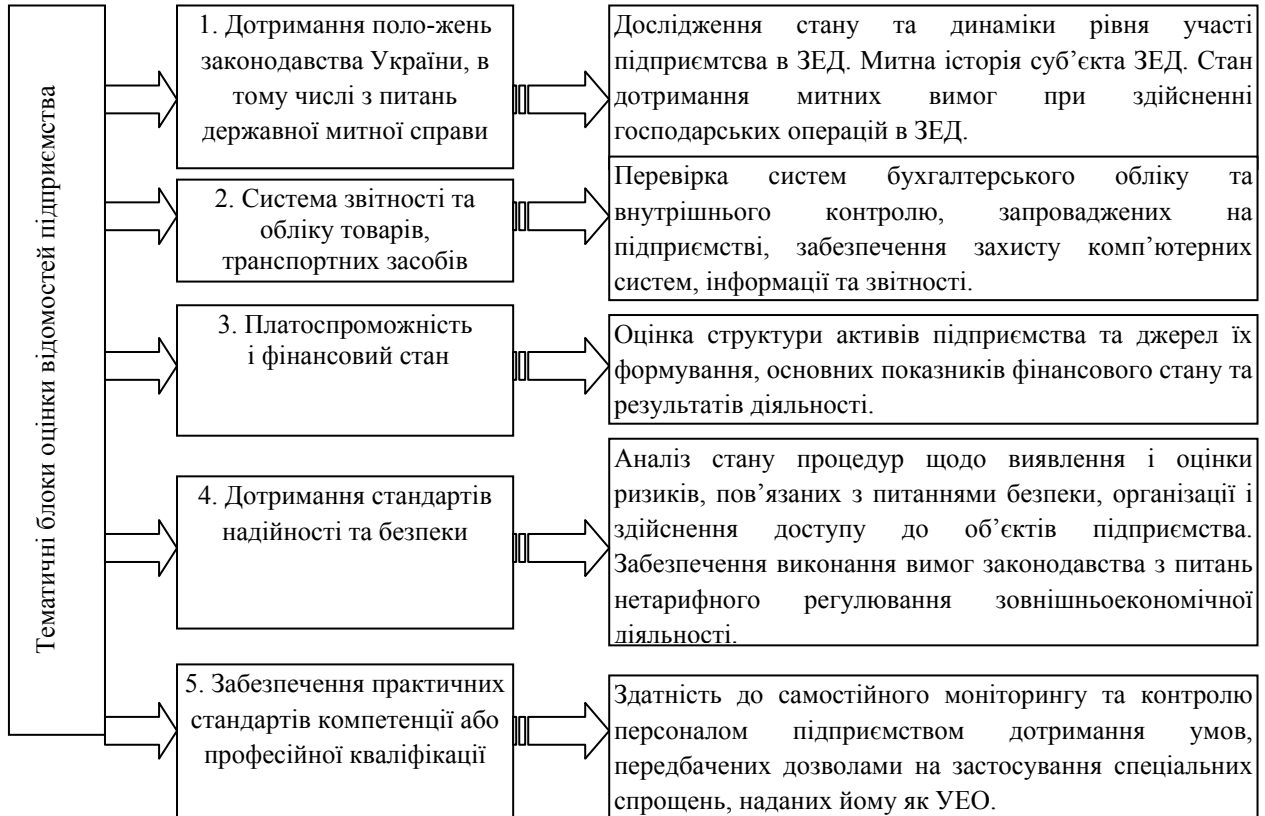 Тематичні блоки оцінки відомостей підприємства
1. Дотримання поло-жень
законодавства України, в
тому числі з питань
державної митної справи
Дослідження стану та динаміки рівня участі
підприємтсва в ЗЕД. Митна історія суб’єкта ЗЕД. Стан
дотримання митних вимог при здійсненні
господарських операцій в ЗЕД.
2. Система звітності та
обліку товарів,
транспортних засобів
Перевірка систем бухгалтерського обліку та
внутрішнього контролю, запроваджених на
підприємстві, забезпечення захисту комп’ютерних
систем, інформації та звітності.
3. Платоспроможність
і фінансовий стан
Оцінка структури активів підприємства та джерел їх
формування, основних показників фінансового стану та
результатів діяльності.
4. Дотримання стандартів
надійності та безпеки
Аналіз стану процедур щодо виявлення і оцінки
ризиків, пов’язаних з питаннями безпеки, організації і
здійснення доступу до об’єктів підприємства.
Забезпечення виконання вимог законодавства з питань
нетарифного регулювання зовнішньоекономічної
діяльності.
5. Забезпечення практичних
стандартів компетенції або
професійної кваліфікації
Здатність до самостійного моніторингу та контролю
персоналом підприємством дотримання умов,
передбачених дозволами на застосування спеціальних
спрощень, наданих йому як УЕО.